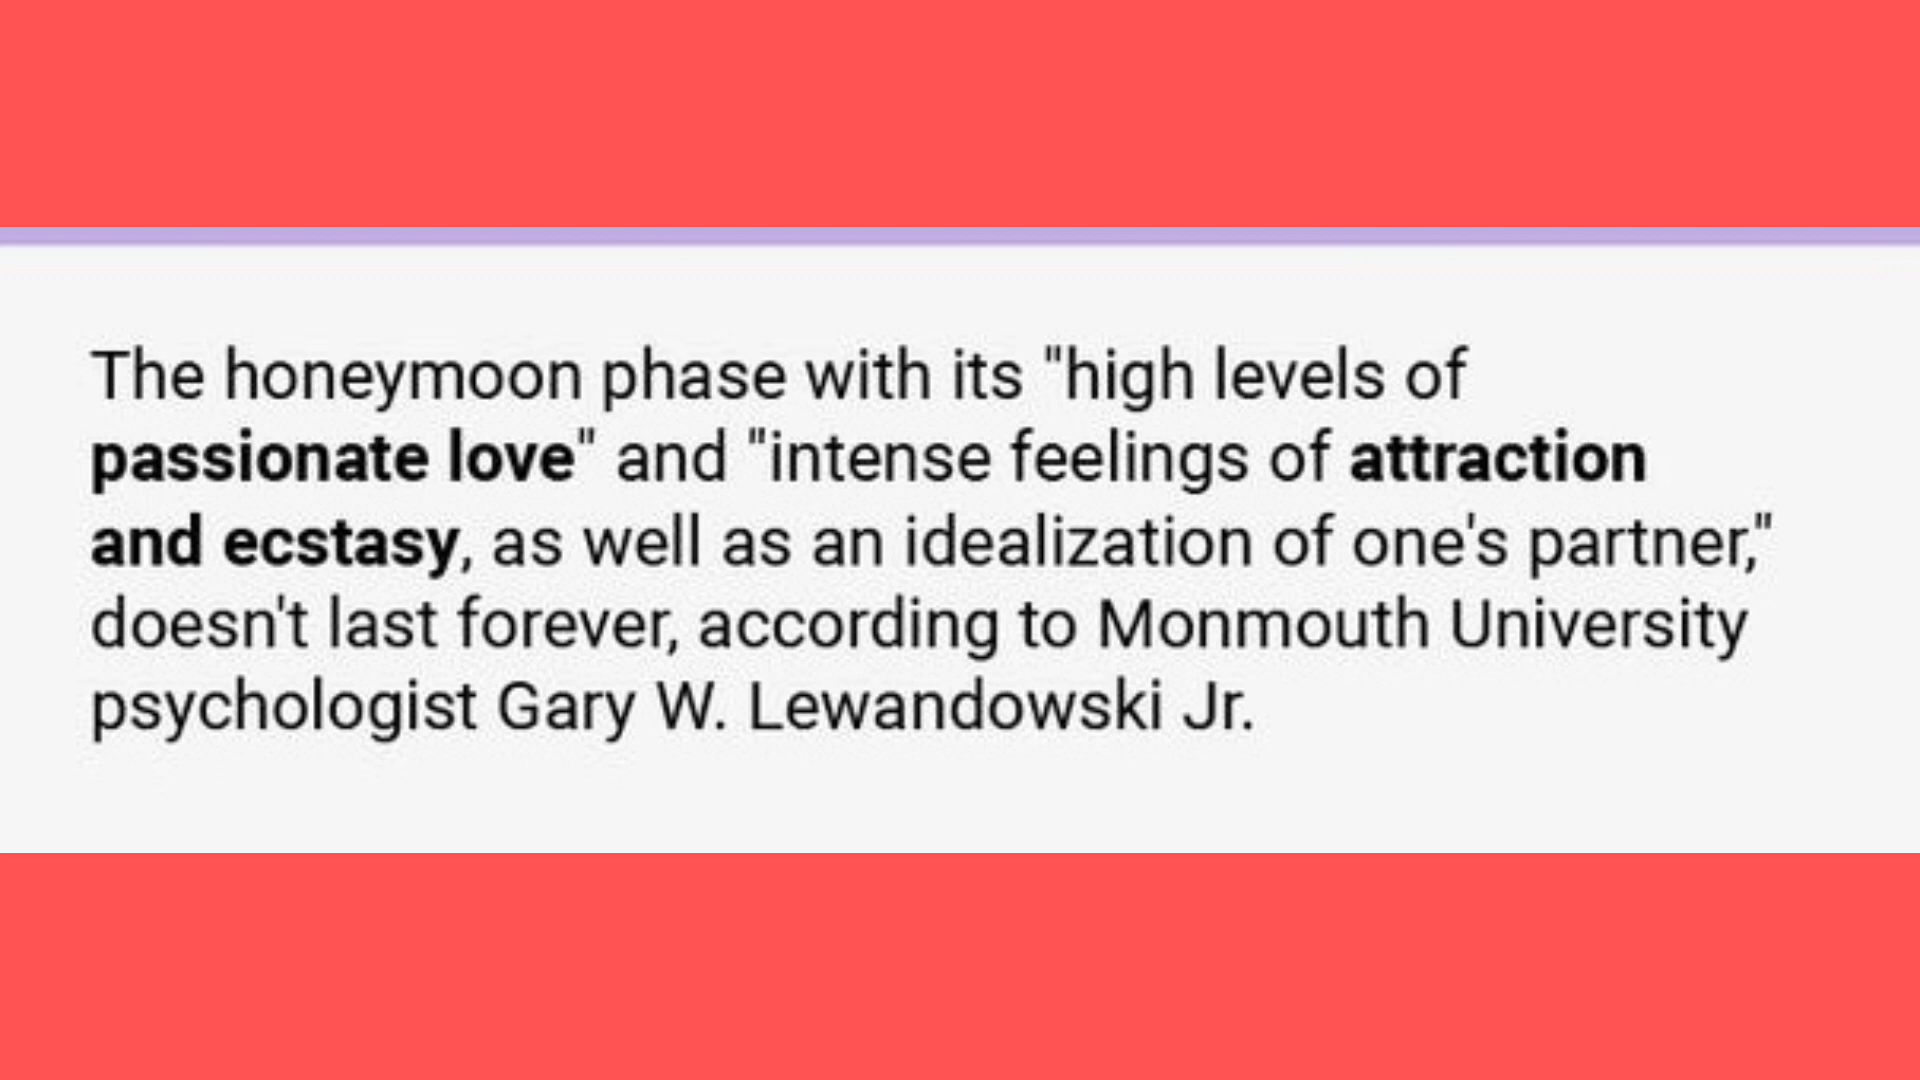 The honeymoon phase with its "high levels of
passionate love" and "intense feelings of attraction
and ecstasy, as well as an idealization of one's partner,"
doesn't last forever, according to Monmouth University
psychologist Gary W. Lewandowski Jr.